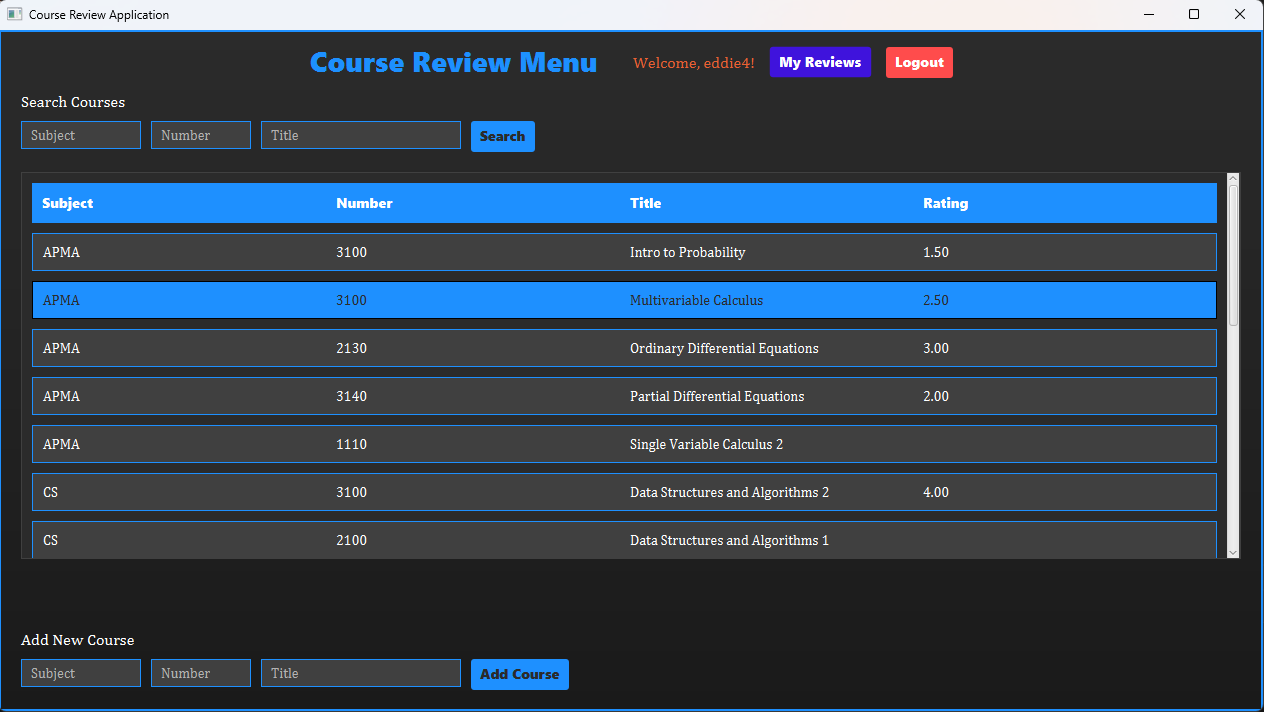 Course Review Application
Course Review Menu Welcome, eddie4! My Reviews Logout
Search Courses
Subject Number Title Search
Subject Number Title Rating
APMA 3100 Intro to Probability 1.50
APMA 3100 Multivariable Calculus 2.50
APMA 2130 Ordinary Differential Equations 3.00
APMA 3140 Partial Differential Equations 2.00
APMA 1110 Single Variable Calculus 2
CS 3100 Data Structures and Algorithms 2 4.00
CS 2100 Data Structures and Algorithms 1
Add New Course
Subject Number Title Add Course